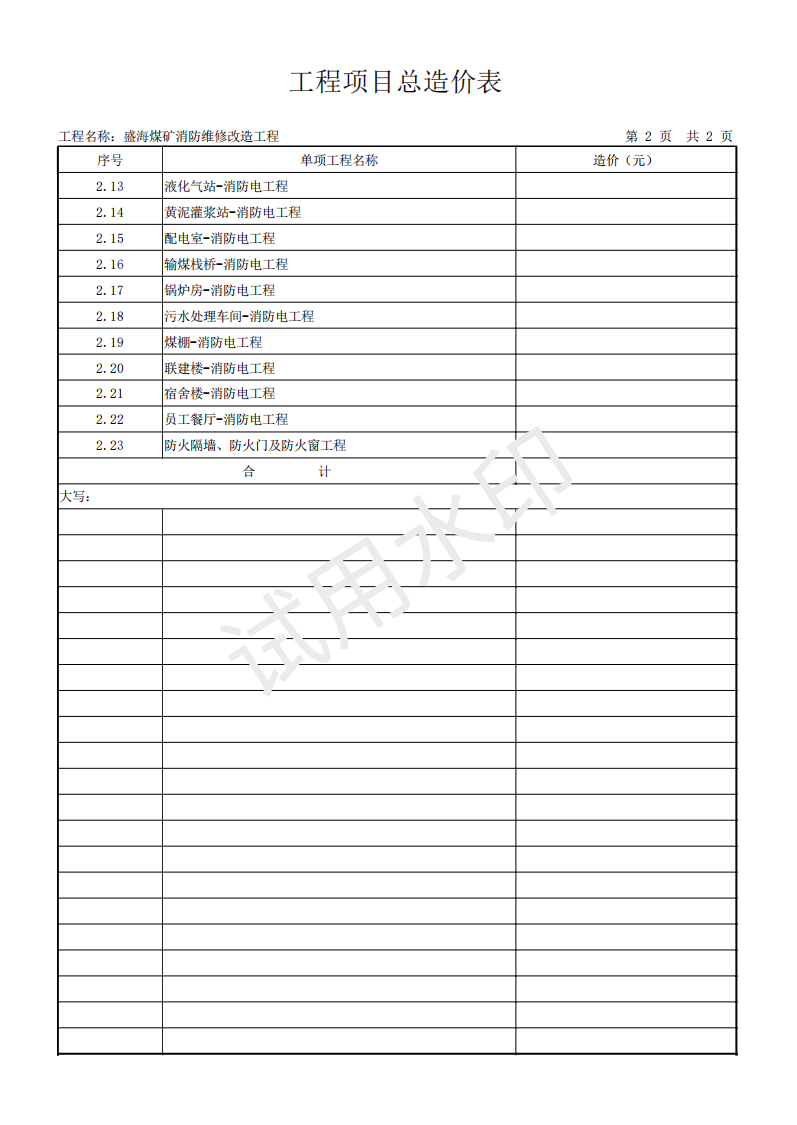 工程项目总造价表
工程名称：盛海煤矿消防维修改造工程 第 2 页 共 2 页
序号 单项工程名称 造价（元）
2.13 液化气站-消防电工程
2.14 黄泥灌浆站-消防电工程
2.15 配电室-消防电工程
2.16 输煤栈桥-消防电工程
2.17 锅炉房-消防电工程
2.18 污水处理车间-消防电工程
2.19 煤棚-消防电工程
2.20 联建楼-消防电工程
2.21 宿舍楼-消防电工程
2.22 员工餐厅-消防电工程
2.23 防火隔墙、防火门及防火窗工程
合 计
大写：
试用水印